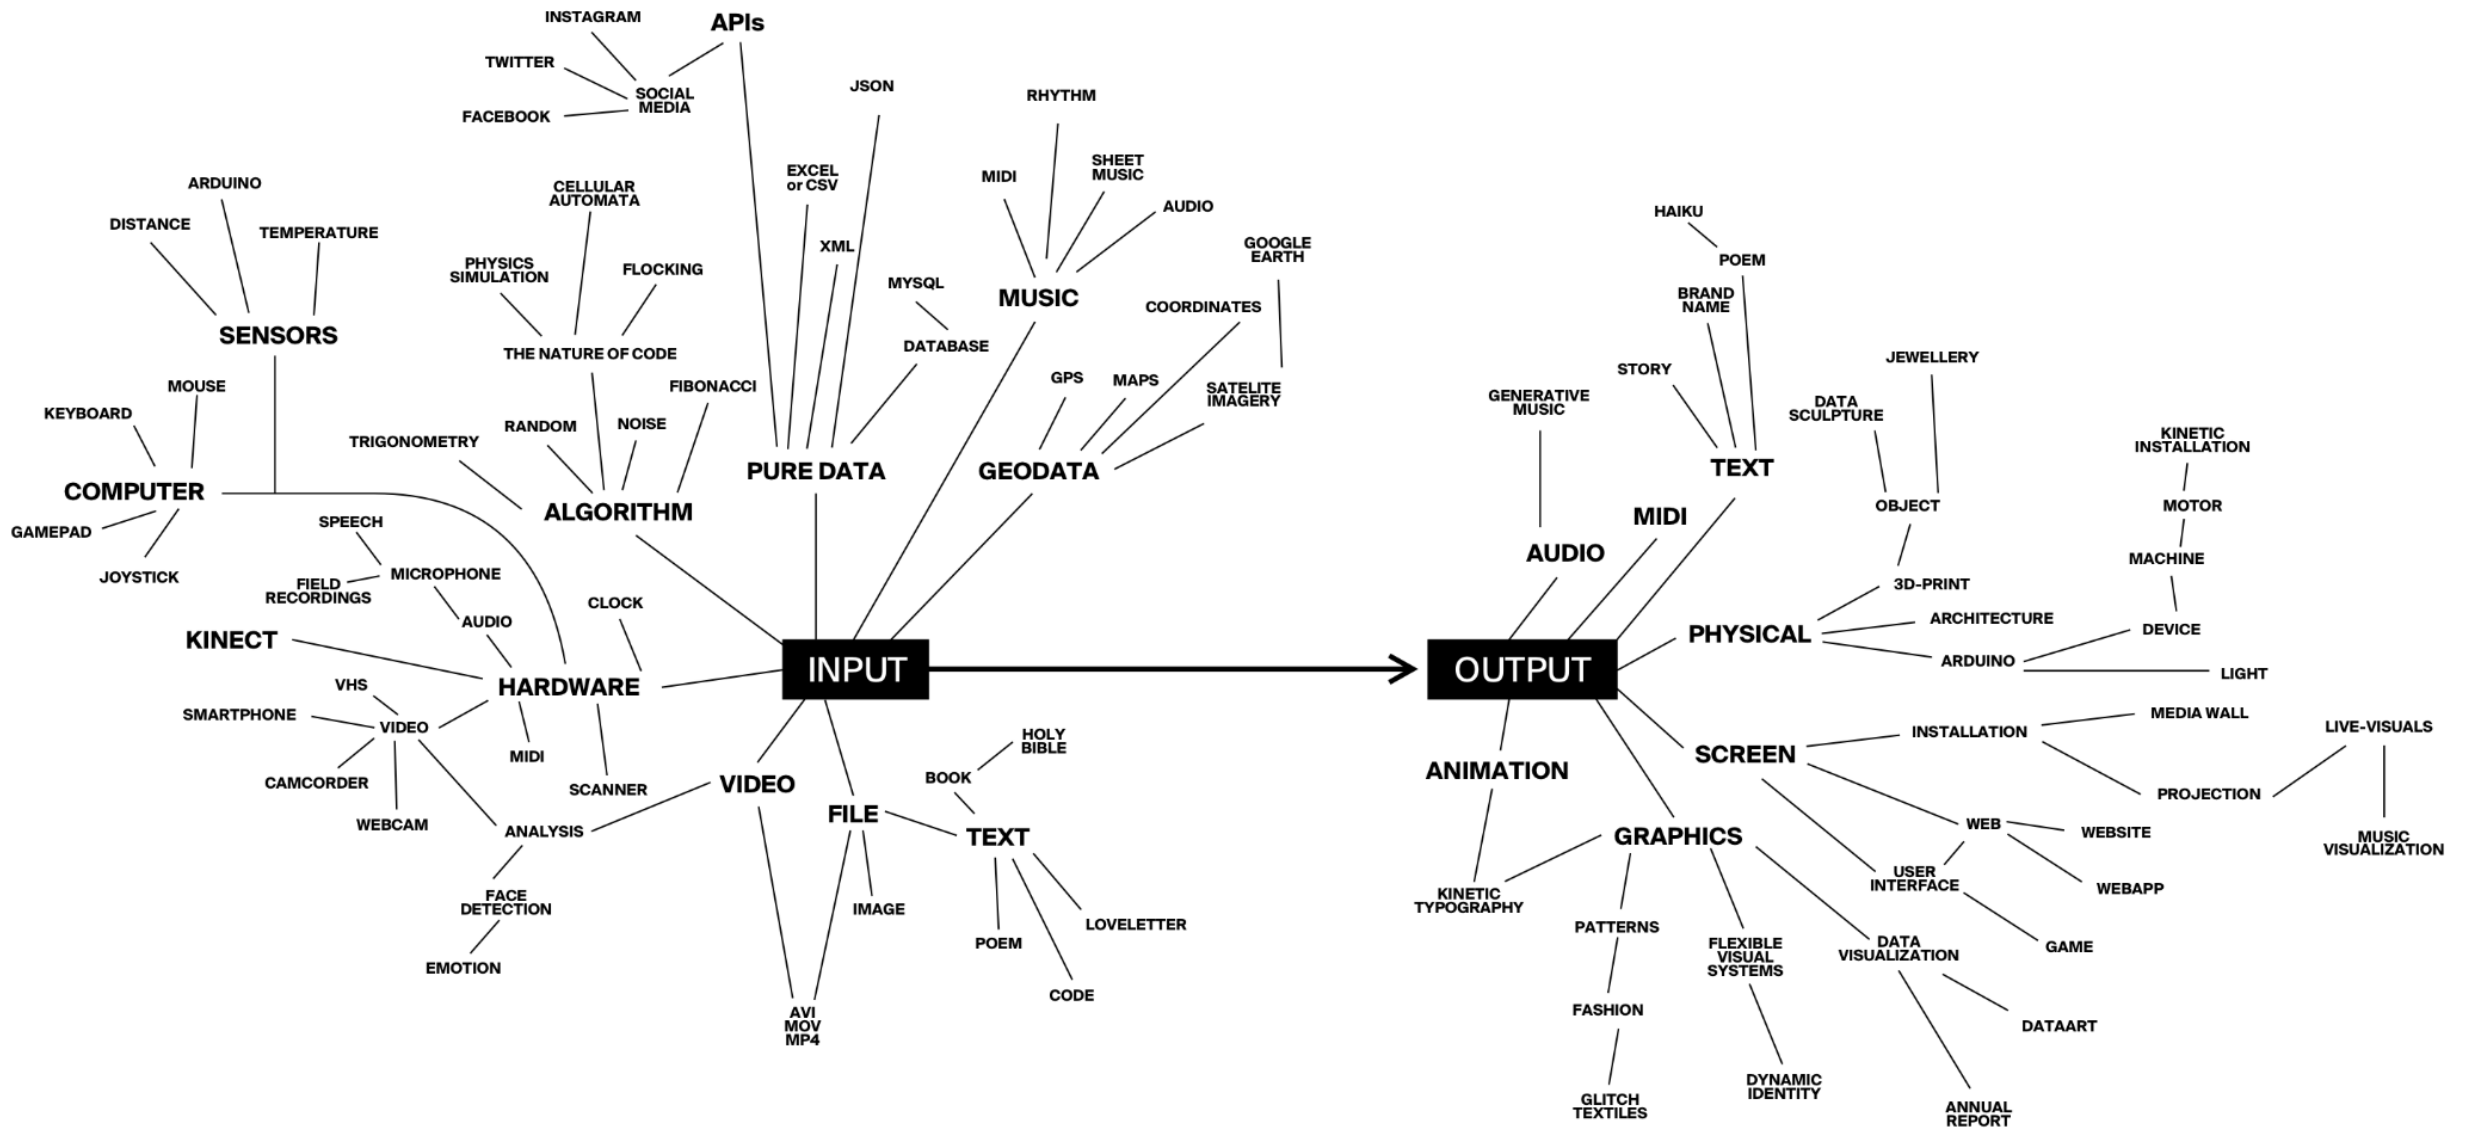 INSTAGRAM
APIs
TWITTER
SOCIAL
MEDIA
FACEBOOK
JSON
RHYTHM
EXCEL
or CSV
SHEET
MUSIC
MIDI
AUDIO
ARDUINO
DISTANCE
TEMPERATURE
SENSORS
CELLULAR
AUTOMATA
PHYSICS
SIMULATION
FLOCKING
THE NATURE OF CODE
XML
MYSQL
DATABASE
MUSIC
GOOGLE
EARTH
COORDINATES
GPS
MAPS
SATELITE
IMAGERY
MOUSE
KEYBOARD
COMPUTER
GAMEPAD
JOYSTICK
FIBONACCI
RANDOM
NOISE
TRIGONOMETRY
ALGORITHM
PURE DATA
GEODATA
SPEECH
MICROPHONE
FIELD
RECORDINGS
AUDIO
CLOCK
KINECT
HARDWARE
INPUT
VHS
SMARTPHONE
VIDEO
CAMCORDER
WEBCAM
MIDI
SCANNER
ANALYSIS
FACE
DETECTION
EMOTION
VIDEO
FILE
HOLY
BIBLE
BOOK
TEXT
IMAGE
POEM
LOVELETTER
CODE
AVI
MOV
MP4
HAIKU
POEM
BRAND
NAME
STORY
TEXT
GENERATIVE
MUSIC
AUDIO
MIDI
JEWELLERY
DATA
SCULPTURE
OBJECT
3D-PRINT
KINETIC
INSTALLATION
MOTOR
MACHINE
DEVICE
PHYSICAL
ARCHITECTURE
ARDUINO
LIGHT
OUTPUT
SCREEN
INSTALLATION
MEDIA WALL
PROJECTION
LIVE-VISUALS
MUSIC
VISUALIZATION
WEB
WEBSITE
WEBAPP
USER
INTERFACE
GAME
ANIMATION
GRAPHICS
KINETIC
TYPOGRAPHY
PATTERNS
FASHION
GLITCH
TEXTILES
FLEXIBLE
VISUAL
SYSTEMS
DYNAMIC
IDENTITY
DATA
VISUALIZATION
DATAART
ANNUAL
REPORT